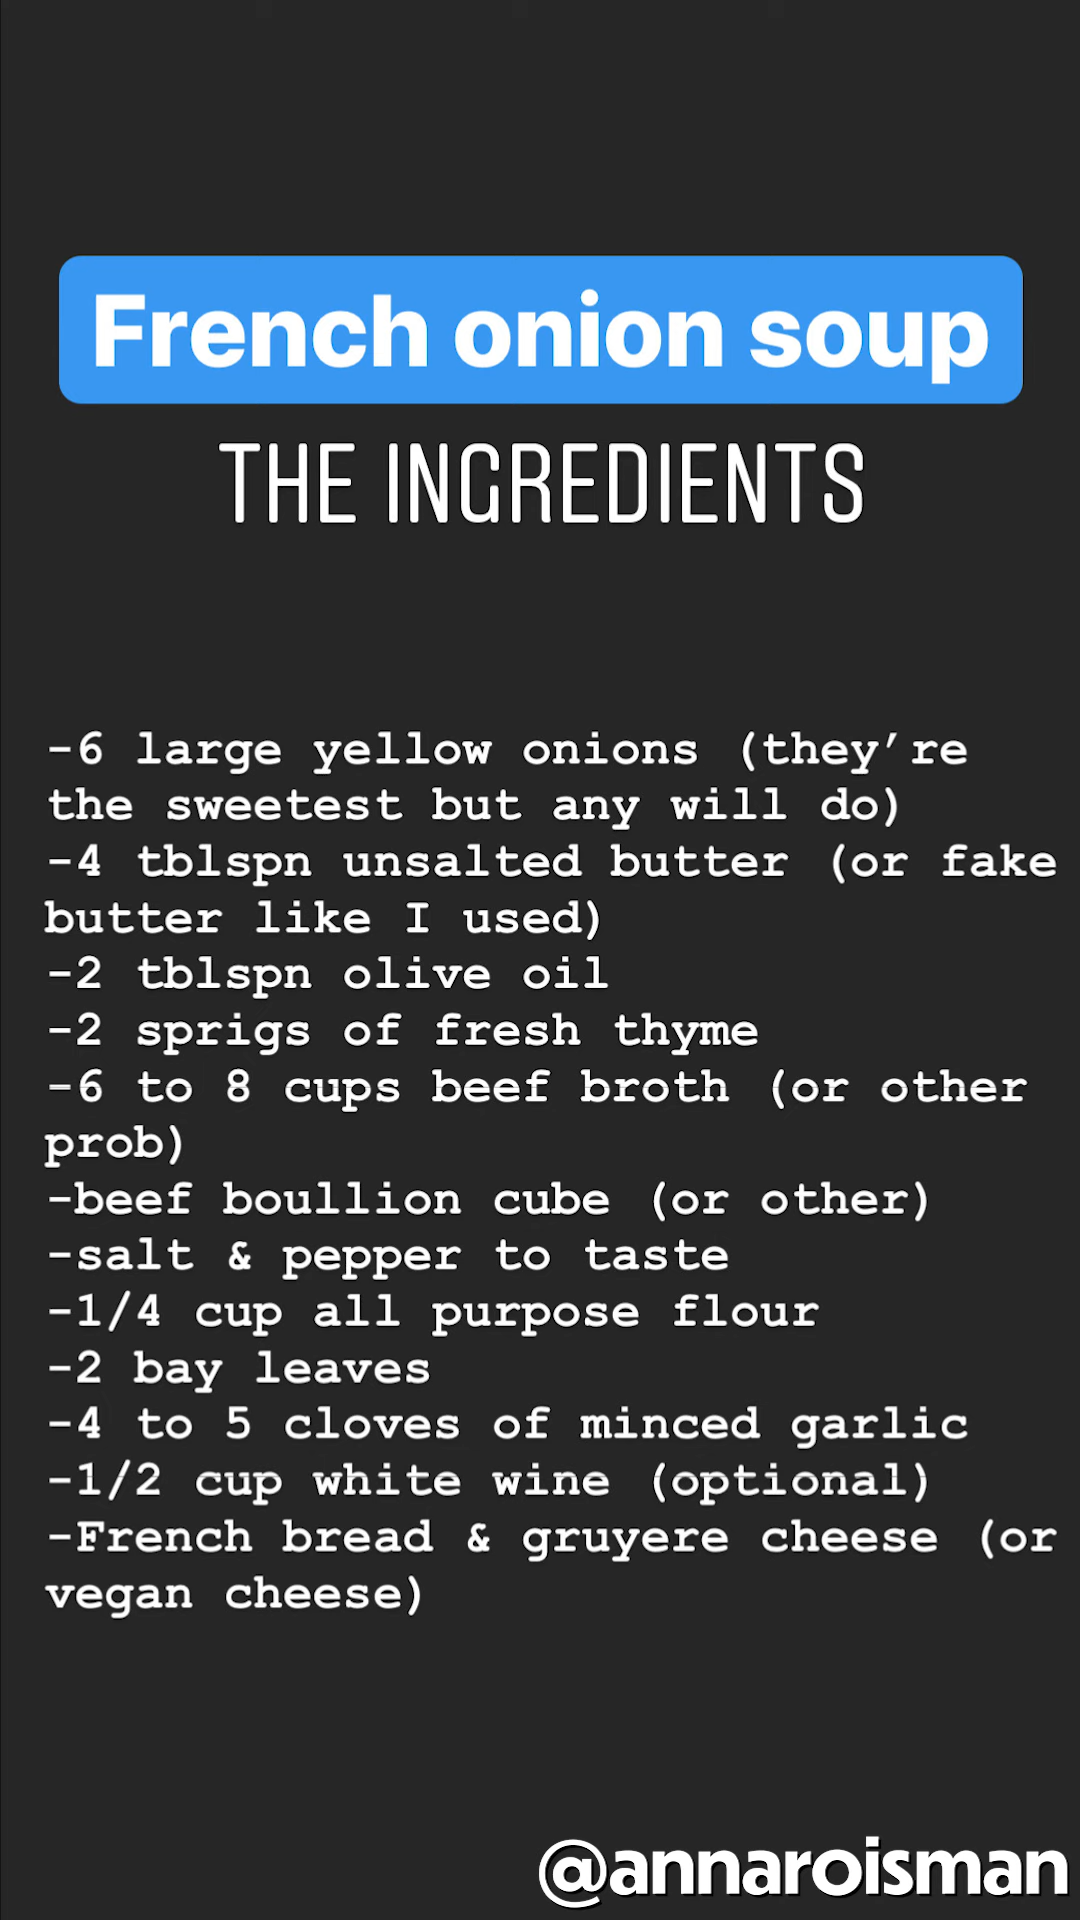 French onion soup
THE INGREDIENTS
-6 large yellow onions (they’re
the sweetest but any will do)
-4 tblspn unsalted butter (or fake
butter like I used)
-2 tblspn olive oil
-2 sprigs of fresh thyme
-6 to 8 cups beef broth (or other
prob)
-beef boullion cube (or other)
-salt & pepper to taste
-1/4 cup all purpose flour
-2 bay leaves
-4 to 5 cloves of minced garlic
-1/2 cup white wine (optional)
-French bread & gruyere cheese (or
vegan cheese)
@annaroisman